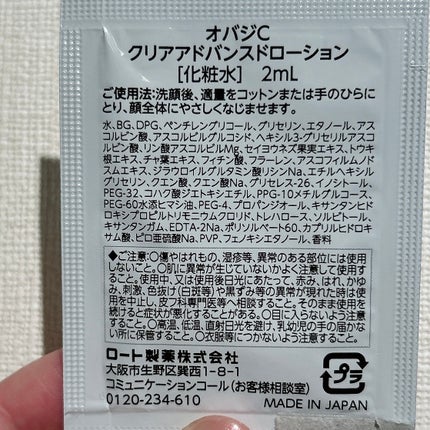 オバジC
クリアアドバンスドローション
[化粧水] 2mL
ご使用法:洗顔後、適量をコットンまたは手のひらに
とり、顔全体にやさしくなじませます。
水、BG、DPG、ペンチレングリコール、グリセリン、エタノール、アス
コルビン酸、アスコルビルグルコシド、ヘキシル3-グリセリルアスコ
ルビン酸、リン酸アスコルビルMg、セイヨウネズ果実エキス、トウキ
根エキス、チャ葉エキス、フィチン酸、フラーレン、アスコフィルムノド
スムエキス、ジラウロイルグルタミン酸リシンNa、エチルヘキシル
グリセリン、クエン酸、クエン酸Na、グリセレス-26、イノシトール、
PEG-32、コハク酸ジエトキシエチル、PPG-10メチルグルコース、
PEG-60水添ヒマシ油、PEG-4、プロパンジオール、キサンタンヒド
ロキシプロピルトリモニウムクロリド、トレハロース、ソルビトール、
キサンタンガム、EDTA-2Na、ポリソルベート60、カプリルヒドロキ
サム酸、ピロ亜硫酸Na、PVP、フェノキシエタノール、香料
◆ご注意:○傷やはれもの、湿疹等、異常のある部位には使用
しないこと。○肌に異常が生じていないかよく注意して使用す
ること。使用中、又は使用後日光にあたって、赤み、はれ、かゆ
み、刺激、色抜け(白斑等)や黒ずみ等の異常が現れた時は使
用を中止し、皮フ科専門医等へ相談すること。そのまま使用を
続けると症状が悪化することがある。○目に入らないよう注意
すること。○高温、低温、直射日光を避け、乳幼児の手の届かな
い所に保管すること。○衣服等につかないよう注意すること。
ロート製薬株式会社
大阪市生野区巽西1-8-1
コミュニケーションコール(お客様相談室)
0120-234-610
プラ
MADE IN JAPAN